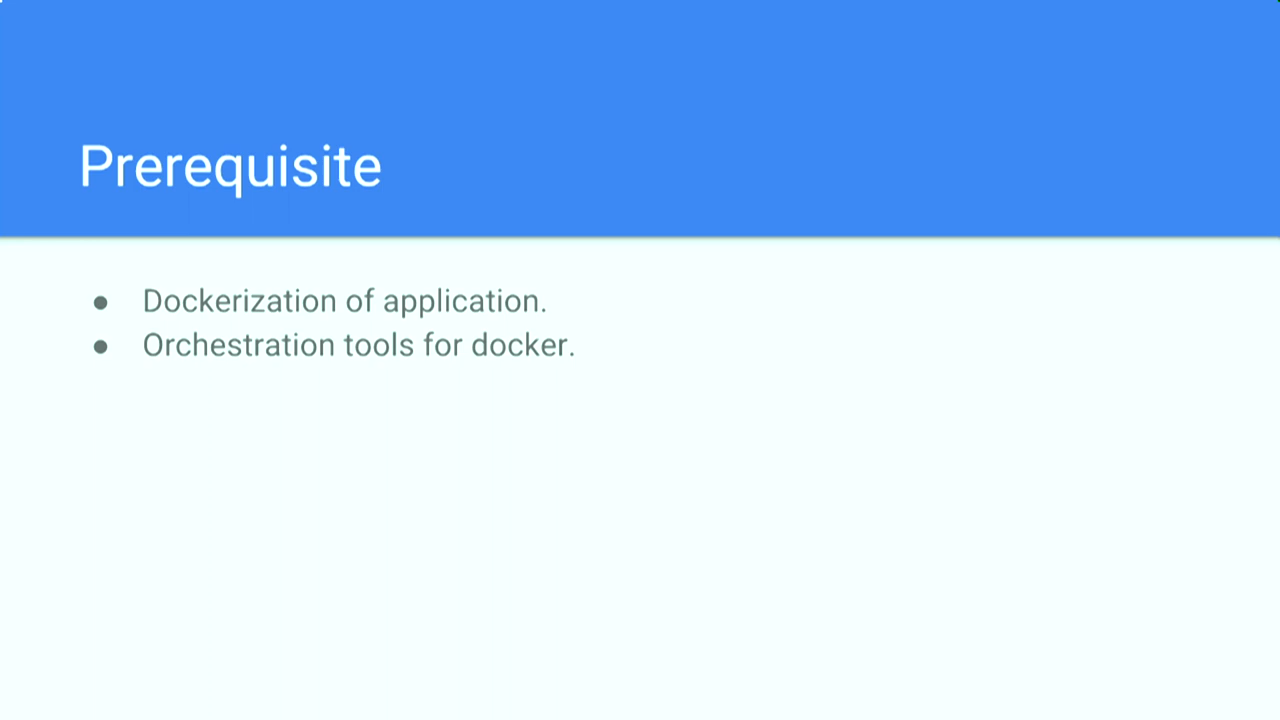 Prerequisite
● Dockerization of application.
● Orchestration tools for docker.